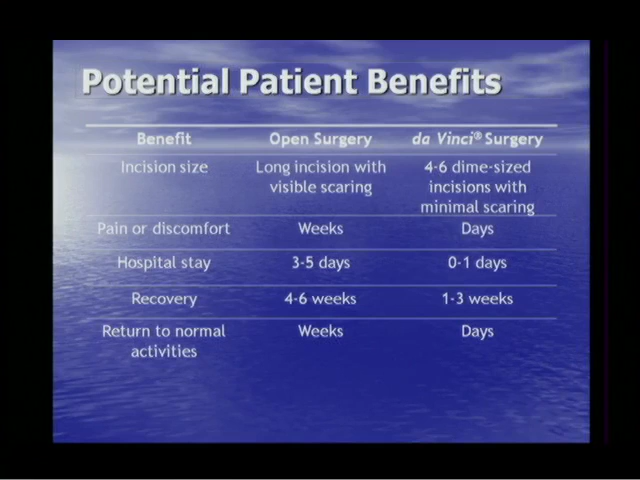 Potential Patient Benefits
Benefit Open Surgery da Vinci® Surgery
Incision size Long incision with 4-6 dime-sized
visible scaring incisions with
minimal scaring
Pain or discomfort Weeks Days
Hospital stay 3-5 days 0-1 days
Recovery 4-6 weeks 1-3 weeks
Return to normal Weeks Days
activities